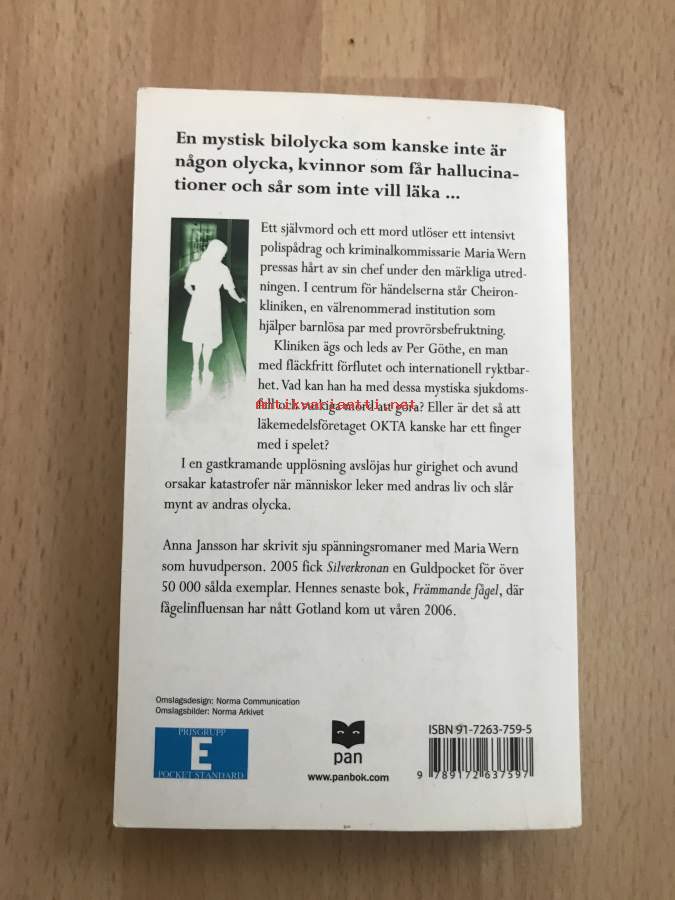 En mystisk bilolycka som kanske inte är
någon olycka, kvinnor som får hallucina-
tioner och sår som inte vill läka ...
Ett självmord och ett mord utlöser ett intensivt
polispådrag och kriminalkommissarie Maria Wern
pressas hårt av sin chef under den märkliga utred-
ningen. I centrum för händelserna står Cheiron-
kliniken, en välrenommerad institution som
hjälper barnlösa par med provrörsbefruktning.
Kliniken ägs och leds av Per Göthe, en man
med fläckfritt förflutet och internationell ryktbar-
het. Vad kan han ha med dessa mystiska sjukdoms-
att göra? Eller är det så att
antikvariaatti.net
läkemedelsföretaget OKTA kanske har ett finger
med i spelet?
I en gastkramande upplösning avslöjas hur girighet och avund
orsakar katastrofer när människor leker med andras liv och slår
mynt av andras olycka.
Anna Jansson har skrivit sju spänningsromaner med Maria Wern
som huvudperson. 2005 fick Silverkronan en Guldpocket för över
50 000 sålda exemplar. Hennes senaste bok, Främmande fågel, där
fågelinfluensan har nått Gotland kom ut våren 2006.
Omslagsdesign: Norma Communication
Omslagsbilder: Norma Arkivet
PRISGRUPP
E
POCKET STANDARD
pan
www.panbok.com
ISBN 91-7263-759-5
9 789172 637597